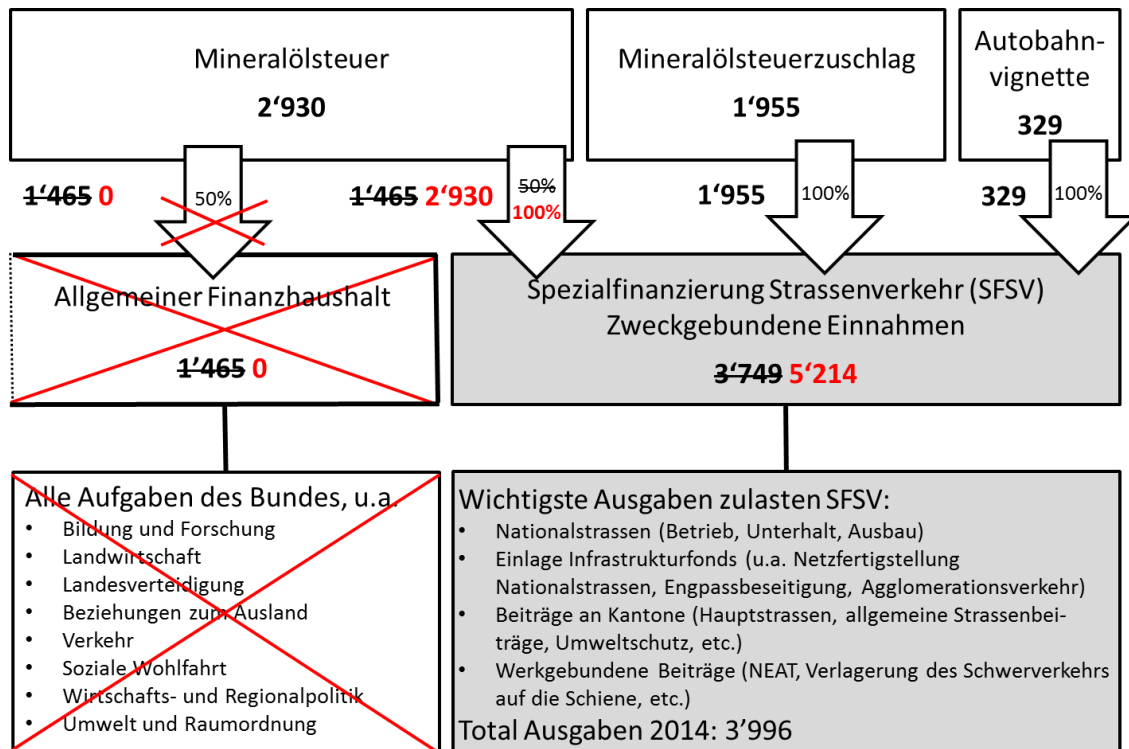 Mineralölsteuer
2‘930
Mineralölsteuerzuschlag
1‘955
Autobahn-
vignette
329
1‘465 0
50%
1‘465 2‘930
50%
100%
1‘955
100%
329
100%
Allgemeiner Finanzhaushalt
1’465 0
Spezialfinanzierung Strassenverkehr (SFSV)
Zweckgebundene Einnahmen
3‘749 5‘214
Alle Aufgaben des Bundes, u.a.
• Bildung und Forschung
• Landwirtschaft
• Landesverteidigung
• Beziehungen zum Ausland
• Verkehr
• Soziale Wohlfahrt
• Wirtschafts- und Regionalpolitik
• Umwelt und Raumordnung
Wichtigste Ausgaben zulasten SFSV:
• Nationalstrassen (Betrieb, Unterhalt, Ausbau)
• Einlage Infrastrukturfonds (u.a. Netzfertigstellung
Nationalstrassen, Engpassbeseitigung, Agglomerationsverkehr)
• Beiträge an Kantone (Hauptstrassen, allgemeine Strassenbei-
träge, Umweltschutz, etc.)
• Werkgebundene Beiträge (NEAT, Verlagerung des Schwerverkehrs
auf die Schiene, etc.)
Total Ausgaben 2014: 3’996